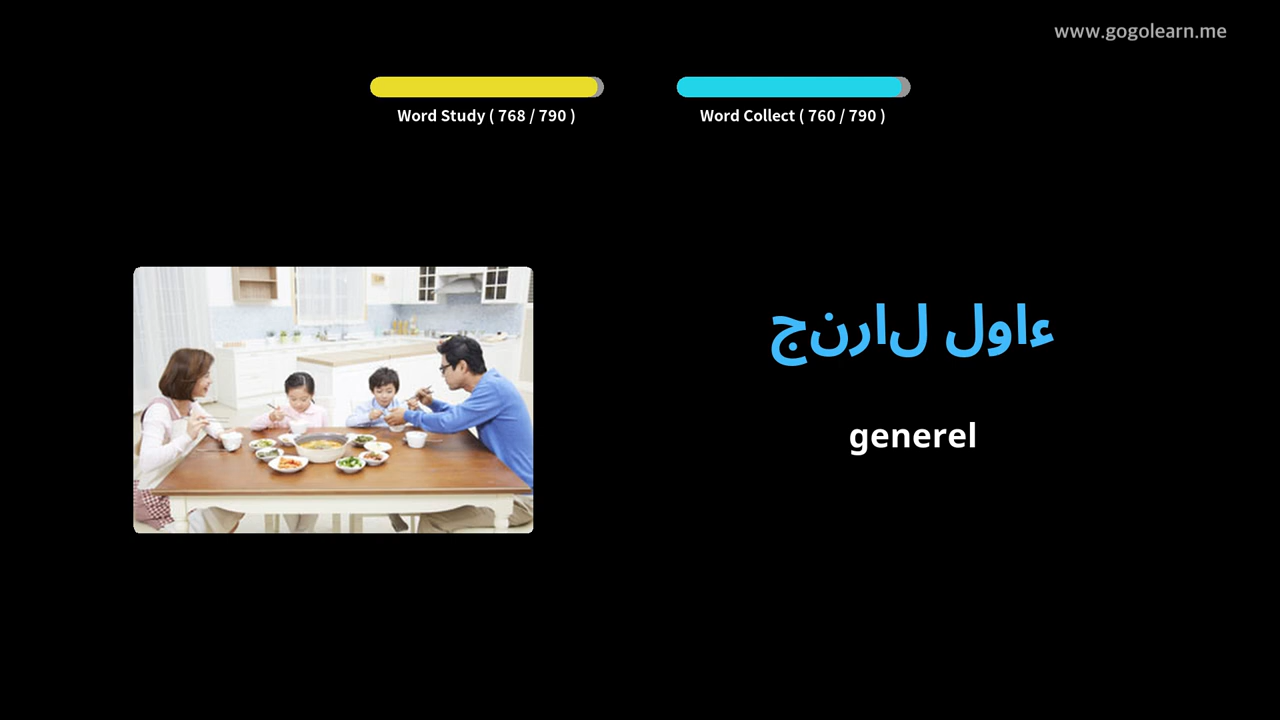 www.gogolearn.me
Word Study ( 768 / 790 )
Word Collect ( 760 / 790 )
ءاول لارنج
generel